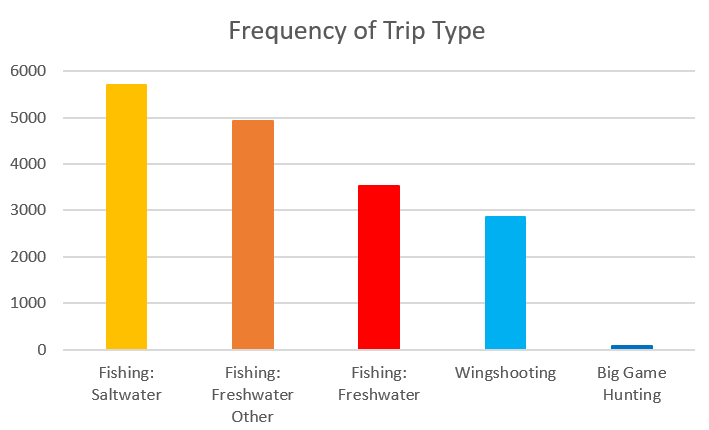 Frequency of Trip Type
6000
5000
4000
3000
2000
1000
0
Fishing:
Saltwater
Fishing:
Freshwater
Other
Fishing:
Freshwater
Wingshooting
Big Game
Hunting